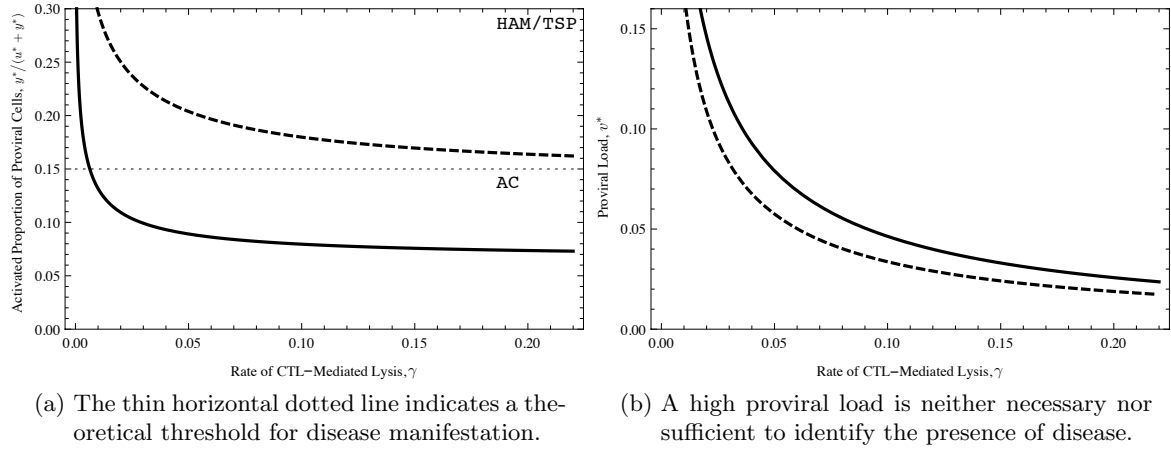 Activated Proportion of Proviral Cells, y*/(u* + y*)
0.30
0.25
0.20
0.15
0.10
0.05
0.00
HAM/TSP
AC
0.00 0.05 0.10 0.15 0.20
Rate of CTL−Mediated Lysis, γ
(a) The thin horizontal dotted line indicates a the-
oretical threshold for disease manifestation.
Proviral Load, v*
0.15
0.10
0.05
0.00
0.00 0.05 0.10 0.15 0.20
Rate of CTL−Mediated Lysis, γ
(b) A high proviral load is neither necessary nor
sufficient to identify the presence of disease.